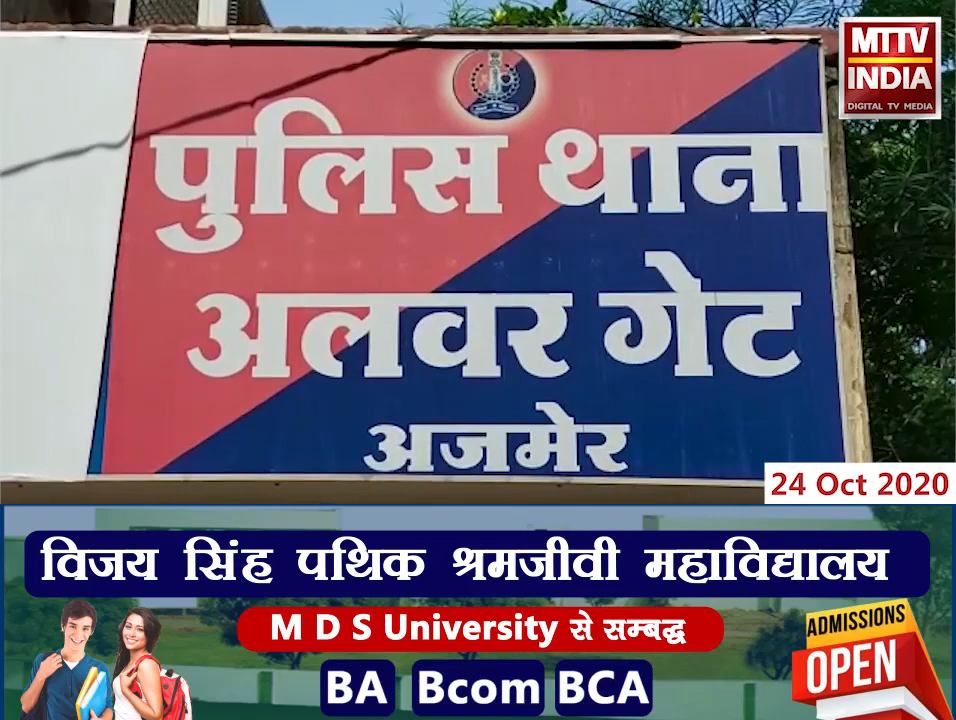 MTTV
INDIA
DIGITAL TV MEDIA
पुलिस थाना
अलवर गेट
अजमेर
24 Oct 2020
विजय सिंह पथिक श्रमजीवी महाविद्यालय
M D S University से सम्बद्ध
BA Bcom BCA
ADMISSIONS
OPEN